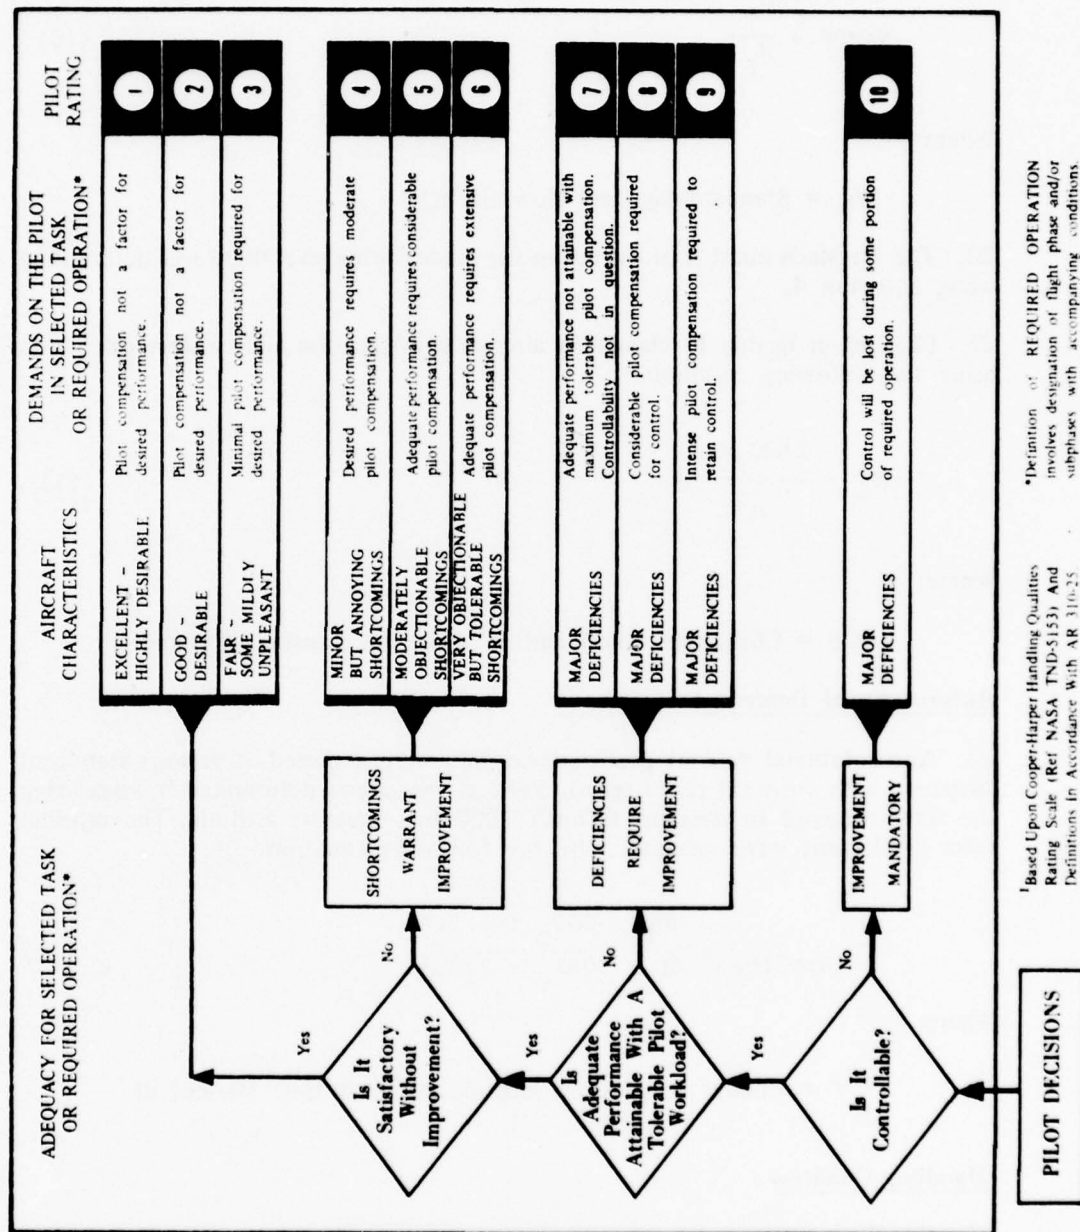 ADEQUACY FOR SELECTED TASK
OR REQUIRED OPERATION*
AIRCRAFT
CHARACTERISTICS
DEMANDS ON THE PILOT
IN SELECTED TASK
OR REQUIRED OPERATION*
PILOT
RATING
EXCELLENT –
HIGHLY DESIRABLE
Pilot compensation not a factor for
desired performance.
1
GOOD –
DESIRABLE
Pilot compensation not a factor for
desired performance.
2
FAIR –
SOME MILDLY
UNPLEASANT
Minimal pilot compensation required for
desired performance.
3
Yes
Is It
Satisfactory
Without
Improvement?
No
SHORTCOMINGS
WARRANT
IMPROVEMENT
MINOR
BUT ANNOYING
SHORTCOMINGS
Desired performance requires moderate
pilot compensation.
4
MODERATELY
OBJECTIONABLE
SHORTCOMINGS
Adequate performance requires considerable
pilot compensation.
5
VERY OBJECTIONABLE
BUT TOLERABLE
SHORTCOMINGS
Adequate performance requires extensive
pilot compensation.
6
Yes
Is
Adequate
Performance
Attainable With A
Tolerable Pilot
Workload?
No
DEFICIENCIES
REQUIRE
IMPROVEMENT
MAJOR
DEFICIENCIES
Adequate performance not attainable with
maximum tolerable pilot compensation.
Controllability not in question.
7
MAJOR
DEFICIENCIES
Considerable pilot compensation required
for control.
8
MAJOR
DEFICIENCIES
Intense pilot compensation required to
retain control.
9
Yes
Is It
Controllable?
No
IMPROVEMENT
MANDATORY
MAJOR
DEFICIENCIES
Control will be lost during some portion
of required operation.
10
PILOT DECISIONS
1Based Upon Cooper-Harper Handling Qualities
Rating Scale (Ref NASA TND-5153) And
Definitions In Accordance With AR 310-25.
*Definition of REQUIRED OPERATION
involves designation of flight phase and/or
subphases with accompanying conditions.